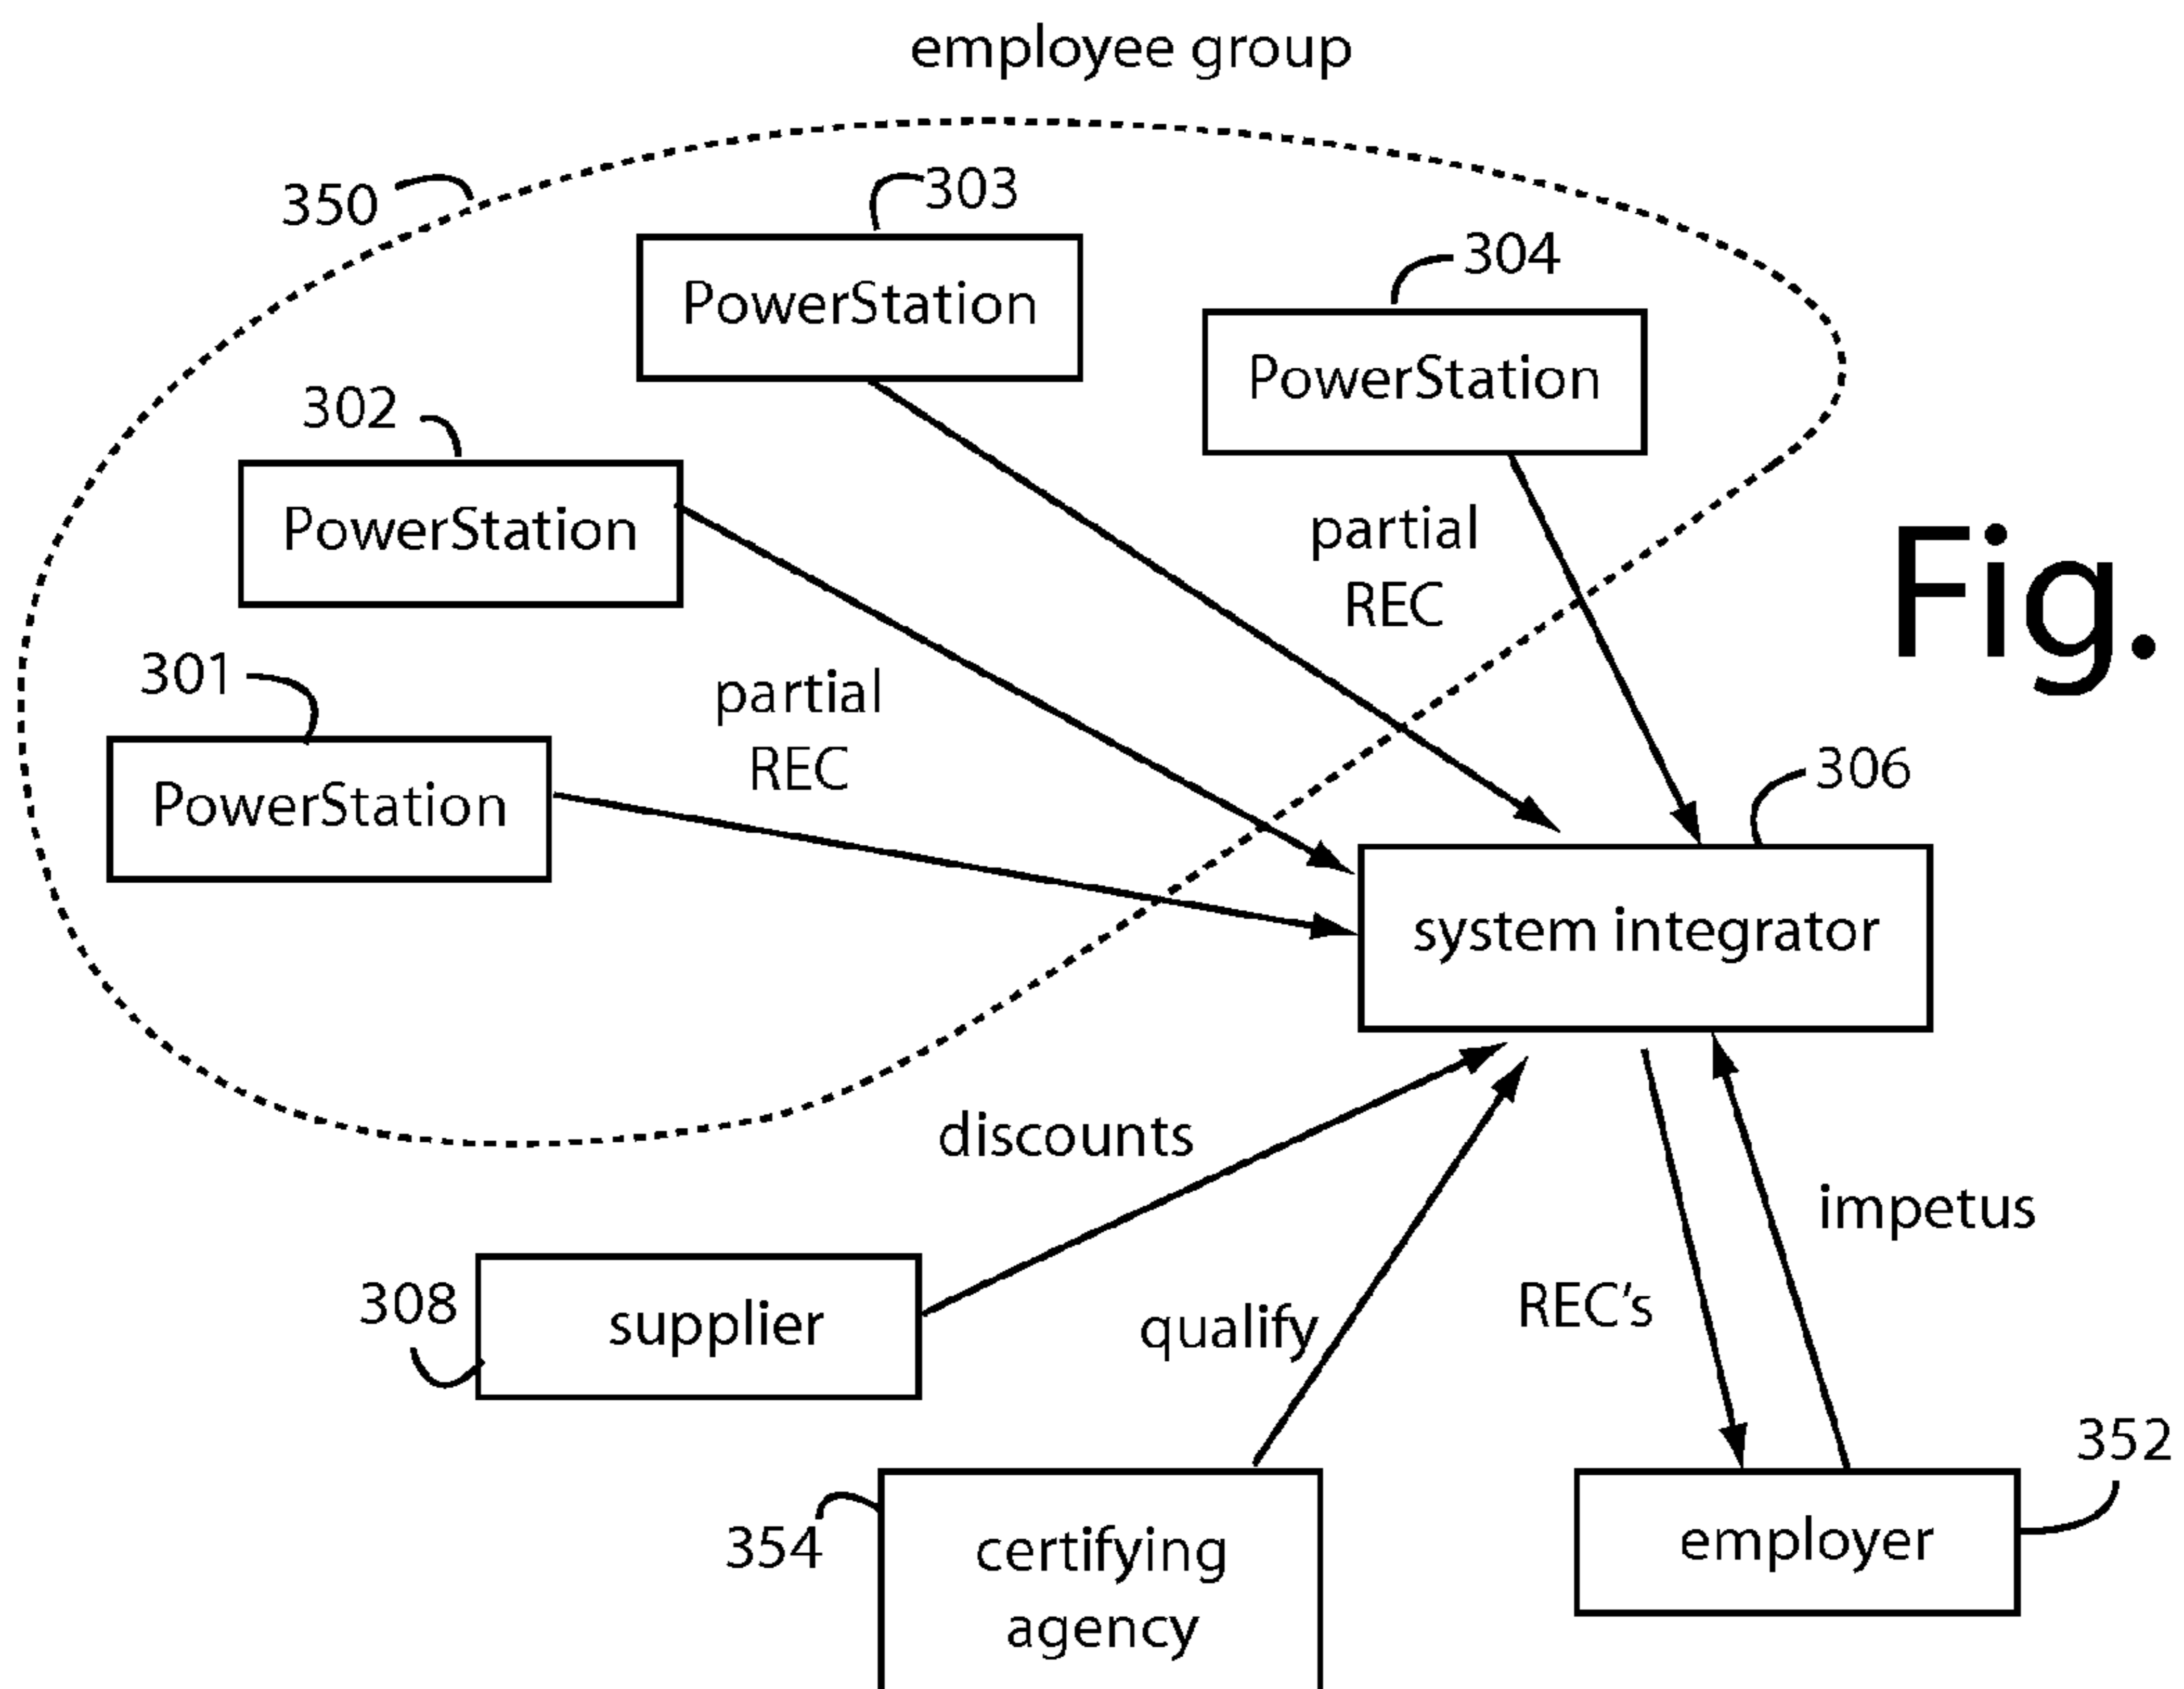 employee group
350
303
304
PowerStation
PowerStation
302
PowerStation
partial
REC
Fig.
301
partial
REC
PowerStation
306
system integrator
discounts
impetus
308
supplier
qualify
REC's
352
354
certifying
agency
employer